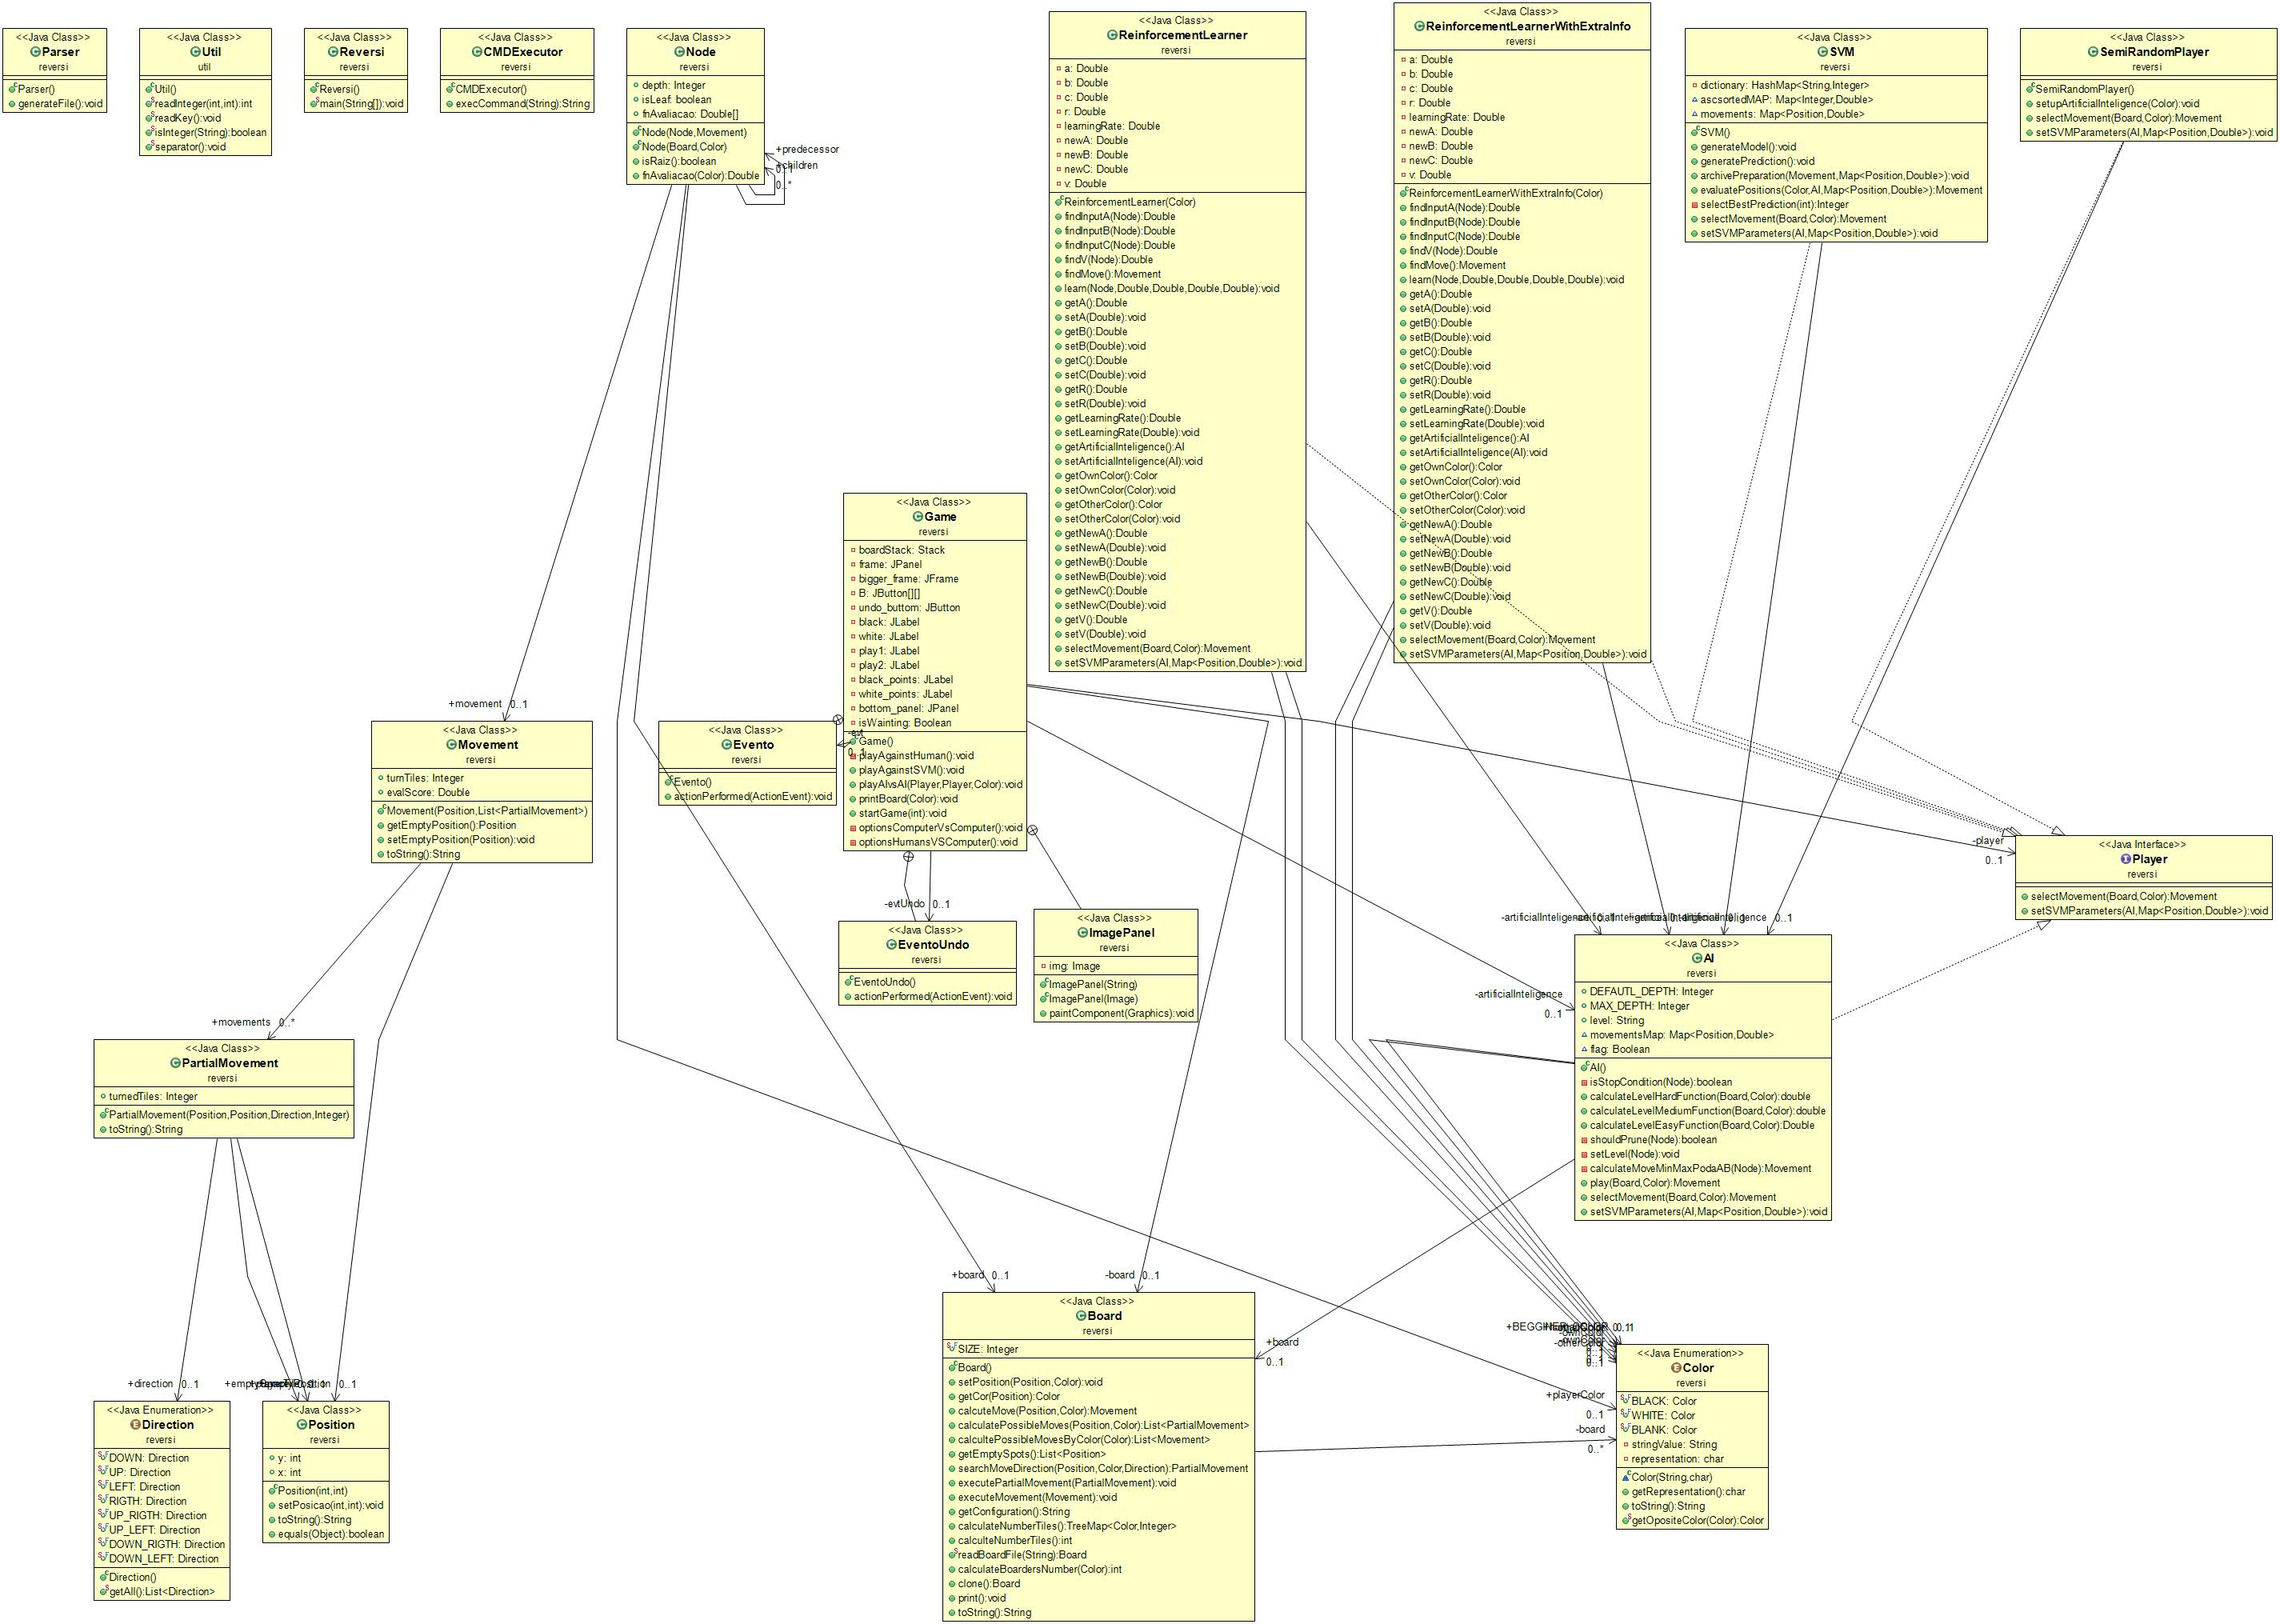 <<Java Class>>
Parser
reversi
Parser()
generateFile():void
<<Java Class>>
Util
util
Util()
readInteger(int,int):int
readKey():void
isInteger(String):boolean
separator():void
<<Java Class>>
Reversi
reversi
Reversi()
main(String[]):void
<<Java Class>>
CMDExecutor
reversi
CMDExecutor()
execCommand(String):String
<<Java Class>>
Node
reversi
depth: Integer
isLeaf: boolean
fnAvaliacao: Double[]
Node(Node,Movement)
Node(Board,Color)
isRaiz():boolean
fnAvaliacao(Color):Double
+predecessor
+children
0..1
0..*
<<Java Class>>
ReinforcementLearner
reversi
a: Double
b: Double
c: Double
r: Double
learningRate: Double
newA: Double
newB: Double
newC: Double
v: Double
ReinforcementLearner(Color)
findInputA(Node):Double
findInputB(Node):Double
findInputC(Node):Double
findV(Node):Double
findMove():Movement
learn(Node,Double,Double,Double,Double):void
getA():Double
setA(Double):void
getB():Double
setB(Double):void
getC():Double
setC(Double):void
getR():Double
setR(Double):void
getLearningRate():Double
setLearningRate(Double):void
getArtificialInteligence():AI
setArtificialInteligence(AI):void
getOwnColor():Color
setOwnColor(Color):void
getOtherColor():Color
setOtherColor(Color):void
getNewA():Double
setNewA(Double):void
getNewB():Double
setNewB(Double):void
getNewC():Double
setNewC(Double):void
getV():Double
setV(Double):void
selectMovement(Board,Color):Movement
setSVMParameters(AI,Map<Position,Double>):void
<<Java Class>>
ReinforcementLearnerWithExtraInfo
reversi
a: Double
b: Double
c: Double
r: Double
learningRate: Double
newA: Double
newB: Double
newC: Double
v: Double
ReinforcementLearnerWithExtraInfo(Color)
findInputA(Node):Double
findInputB(Node):Double
findInputC(Node):Double
findV(Node):Double
findMove():Movement
learn(Node,Double,Double,Double,Double):void
getA():Double
setA(Double):void
getB():Double
setB(Double):void
getC():Double
setC(Double):void
getR():Double
setR(Double):void
getLearningRate():Double
setLearningRate(Double):void
getArtificialInteligence():AI
setArtificialInteligence(AI):void
getOwnColor():Color
setOwnColor(Color):void
getOtherColor():Color
setOtherColor(Color):void
getNewA():Double
setNewA(Double):void
getNewB():Double
setNewB(Double):void
getNewC():Double
setNewC(Double):void
getV():Double
setV(Double):void
selectMovement(Board,Color):Movement
setSVMParameters(AI,Map<Position,Double>):void
<<Java Class>>
SVM
reversi
dictionary: HashMap<String,Integer>
ascsortedMAP: Map<Integer,Double>
movements: Map<Position,Double>
SVM()
generateModel():void
generatePrediction():void
archivePreparation(Movement,Map<Position,Double>):void
evaluatePositions(Color,AI,Map<Position,Double>):Movement
selectBestPrediction(int):Integer
selectMovement(Board,Color):Movement
setSVMParameters(AI,Map<Position,Double>):void
<<Java Class>>
SemiRandomPlayer
reversi
SemiRandomPlayer()
setupArtificialInteligence(Color):void
selectMovement(Board,Color):Movement
setSVMParameters(AI,Map<Position,Double>):void
<<Java Class>>
Game
reversi
boardStack: Stack
frame: JPanel
bigger_frame: JFrame
B: JButton[][]
undo_buttom: JButton
black: JLabel
white: JLabel
play1: JLabel
play2: JLabel
black_points: JLabel
white_points: JLabel
bottom_panel: JPanel
isWainting: Boolean
Game()
playAgainstHuman():void
playAgainstSVM():void
playAIvsAI(Player,Player,Color):void
printBoard(Color):void
startGame(int):void
optionsComputerVsComputer():void
optionsHumansVSComputer():void
-evt
0..1
+movement 0..1
<<Java Class>>
Movement
reversi
turnTiles: Integer
evalScore: Double
Movement(Position,List<PartialMovement>)
getEmptyPosition():Position
setEmptyPosition(Position):void
toString():String
<<Java Class>>
Evento
reversi
Evento()
actionPerformed(ActionEvent):void
-player
0..1
<<Java Interface>>
Player
reversi
selectMovement(Board,Color):Movement
setSVMParameters(AI,Map<Position,Double>):void
-evtUndo 0..1
<<Java Class>>
EventoUndo
reversi
EventoUndo()
actionPerformed(ActionEvent):void
<<Java Class>>
ImagePanel
reversi
img: Image
ImagePanel(String)
ImagePanel(Image)
paintComponent(Graphics):void
-artificialInteligence
0..1
-artificialInteligence
0..1
<<Java Class>>
AI
reversi
DEFAUTL_DEPTH: Integer
MAX_DEPTH: Integer
level: String
movementsMap: Map<Position,Double>
flag: Boolean
AI()
isStopCondition(Node):boolean
calculateLevelHardFunction(Board,Color):double
calculateLevelMediumFunction(Board,Color):double
calculateLevelEasyFunction(Board,Color):Double
shouldPrune(Node):boolean
setLevel(Node):void
calculateMoveMinMaxPodaAB(Node):Movement
play(Board,Color):Movement
selectMovement(Board,Color):Movement
setSVMParameters(AI,Map<Position,Double>):void
+movements 0..*
<<Java Class>>
PartialMovement
reversi
turnedTiles: Integer
PartialMovement(Position,Position,Direction,Integer)
toString():String
+direction 0..1
0..1
<<Java Enumeration>>
Direction
reversi
DOWN: Direction
UP: Direction
LEFT: Direction
RIGTH: Direction
UP_RIGTH: Direction
UP_LEFT: Direction
DOWN_RIGTH: Direction
DOWN_LEFT: Direction
Direction()
getAll():List<Direction>
<<Java Class>>
Position
reversi
y: int
x: int
Position(int,int)
setPosicao(int,int):void
toString():String
equals(Object):boolean
+board 0..1
-board 0..1
<<Java Class>>
Board
reversi
SIZE: Integer
Board()
setPosition(Position,Color):void
getCor(Position):Color
calcuteMove(Position,Color):Movement
calculatePossibleMoves(Position,Color):List<PartialMovement>
calcultePossibleMovesByColor(Color):List<Movement>
getEmptySpots():List<Position>
searchMoveDirection(Position,Color,Direction):PartialMovement
executePartialMovement(PartialMovement):void
executeMovement(Movement):void
getConfiguration():String
calculateNumberTiles():TreeMap<Color,Integer>
calculteNumberTiles():int
readBoardFile(String):Board
calculateBoardersNumber(Color):int
clone():Board
print():void
toString():String
+board
0..1
-otherColor
0..1
+playerColor
0..1
-board
0..*
<<Java Enumeration>>
Color
reversi
BLACK: Color
WHITE: Color
BLANK: Color
stringValue: String
representation: char
Color(String,char)
getRepresentation():char
toString():String
getOpositeColor(Color):Color